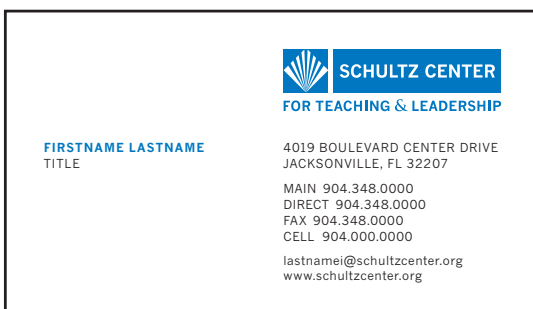 SCHULTZ CENTER
FOR TEACHING & LEADERSHIP
FIRSTNAME LASTNAME
TITLE
4019 BOULEVARD CENTER DRIVE
JACKSONVILLE, FL 32207
MAIN 904.348.0000
DIRECT 904.348.0000
FAX 904.348.0000
CELL 904.000.0000
lastnamei@schultzcenter.org
www.schultzcenter.org